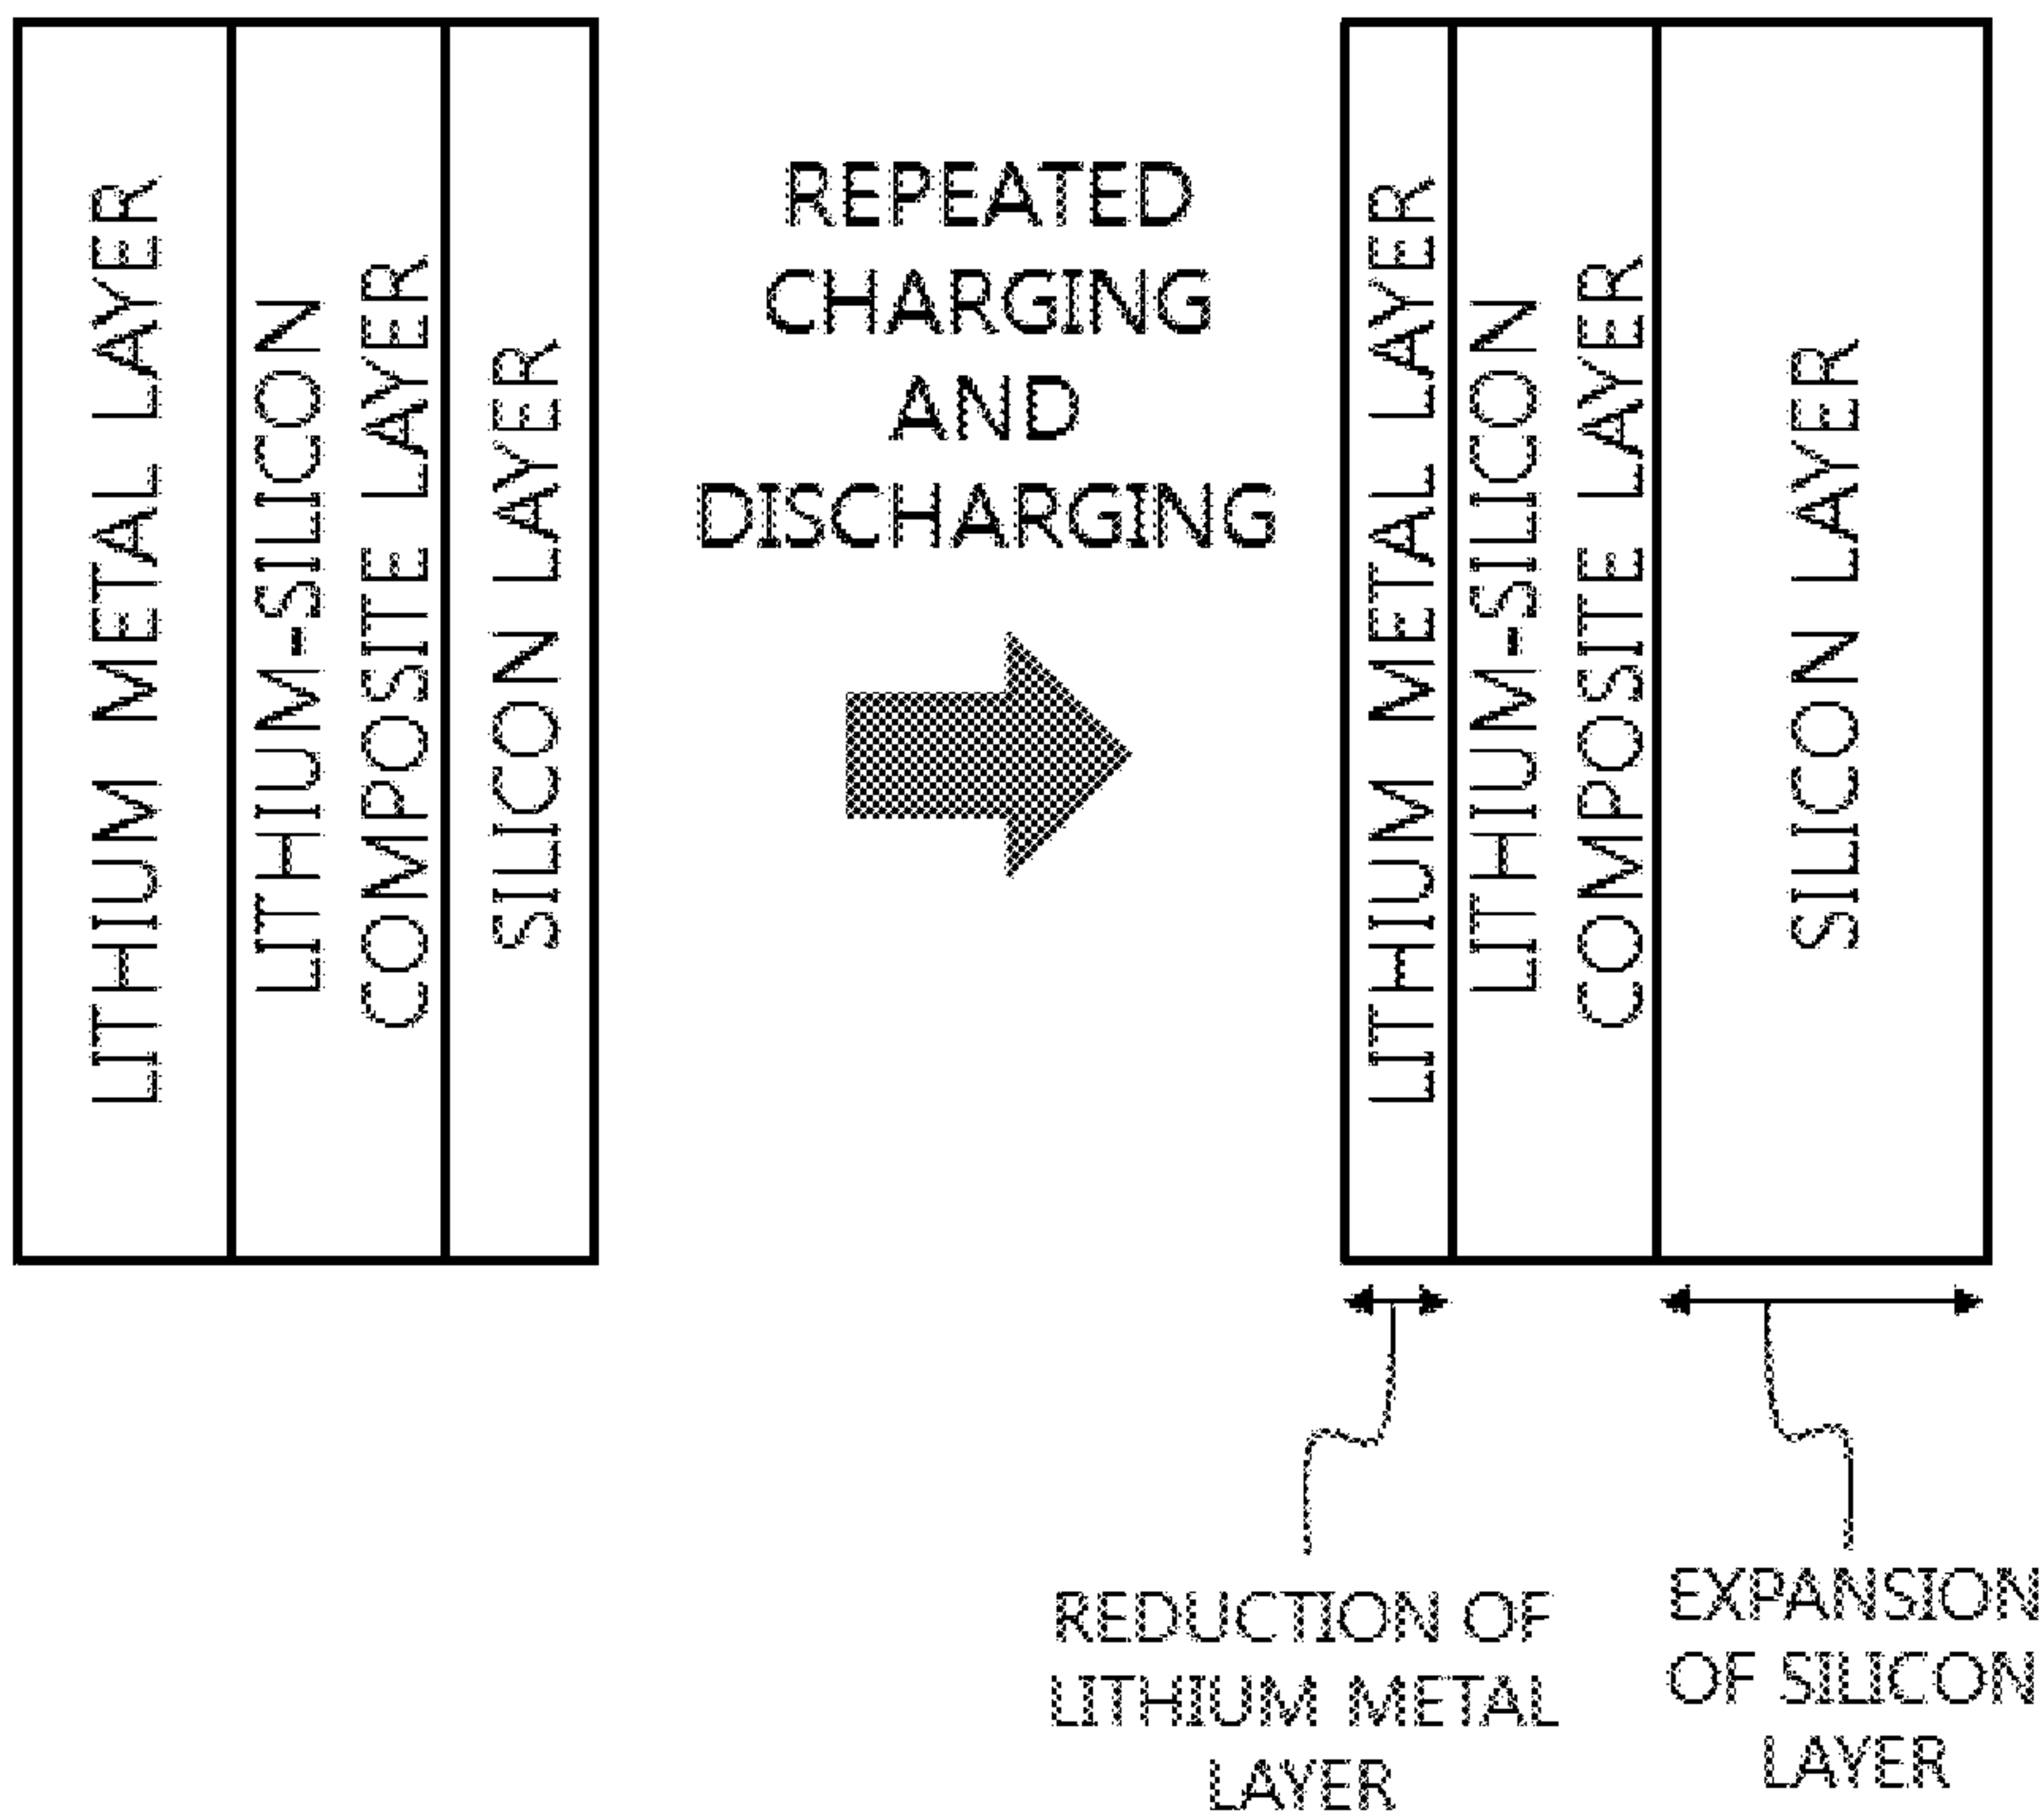 LITHIUM METAL LAYER
LITHIUM-SILICON
COMPOSITE LAYER
SILICON LAYER
REPEATED
CHARGING
AND
DISCHARGING
LITHIUM METAL LAYER
LITHIUM-SILICON
COMPOSITE LAYER
SILICON LAYER
REDUCTION OF
LITHIUM METAL
LAYER
EXPANSION
OF SILICON
LAYER